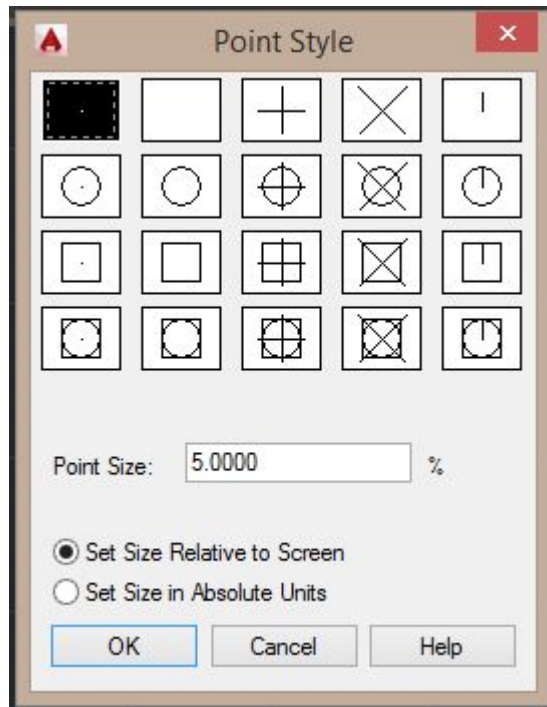 Point Style
Point Size: 5.0000 %
Set Size Relative to Screen
Set Size in Absolute Units
OK Cancel Help